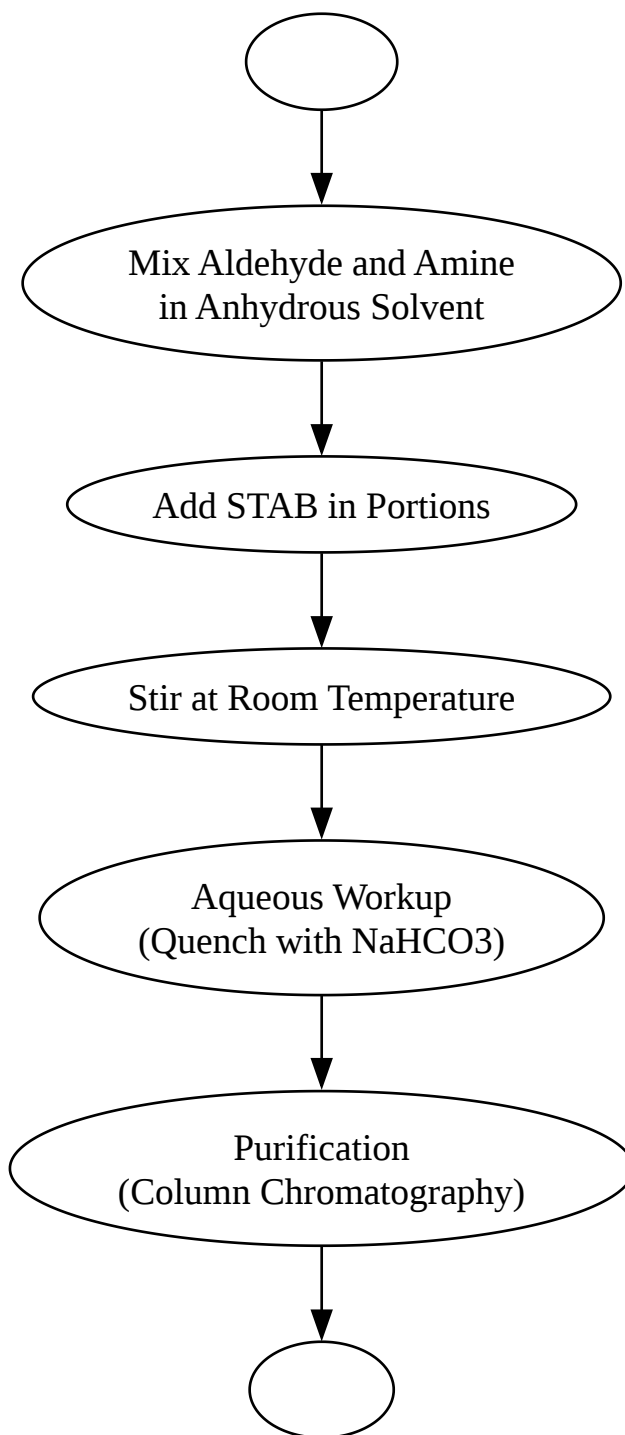 Mix Aldehyde and Amine
in Anhydrous Solvent
Add STAB in Portions
Stir at Room Temperature
Aqueous Workup
(Quench with NaHCO3)
Purification
(Column Chromatography)